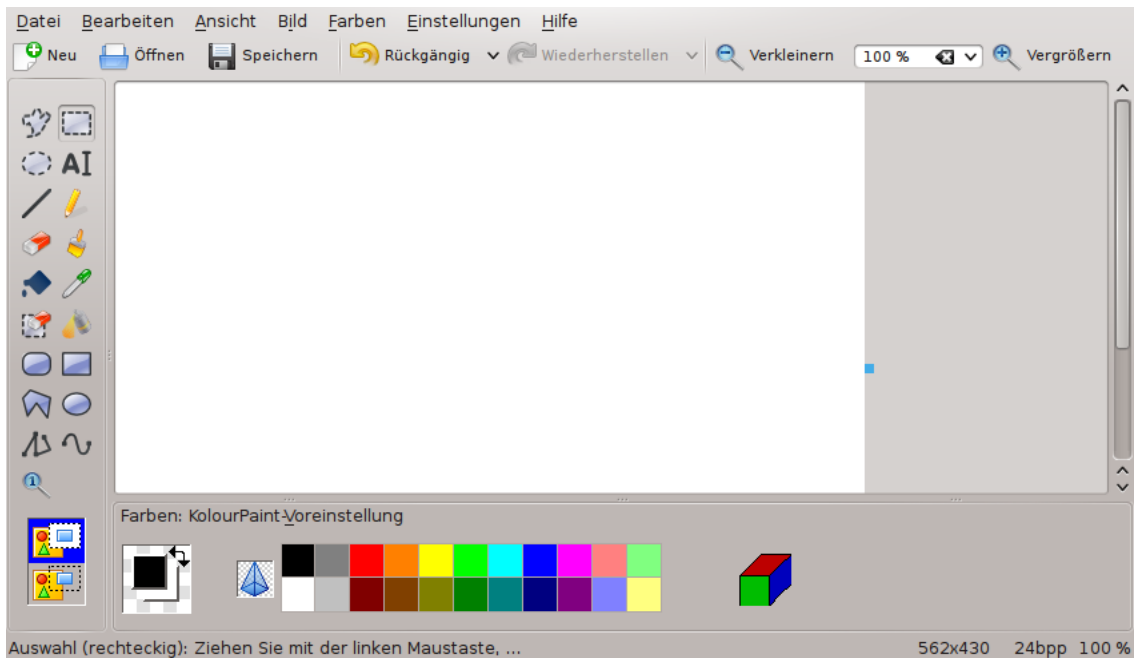 Datei Bearbeiten Ansicht Bild Farben Einstellungen Hilfe
Neu Öffnen Speichern Rückgängig Wiederherstellen Verkleinern 100 % Vergrößern
AI
1
Farben: KolourPaint-Voreinstellung
Auswahl (rechteckig): Ziehen Sie mit der linken Maustaste, ... 562x430 24bpp 100 %